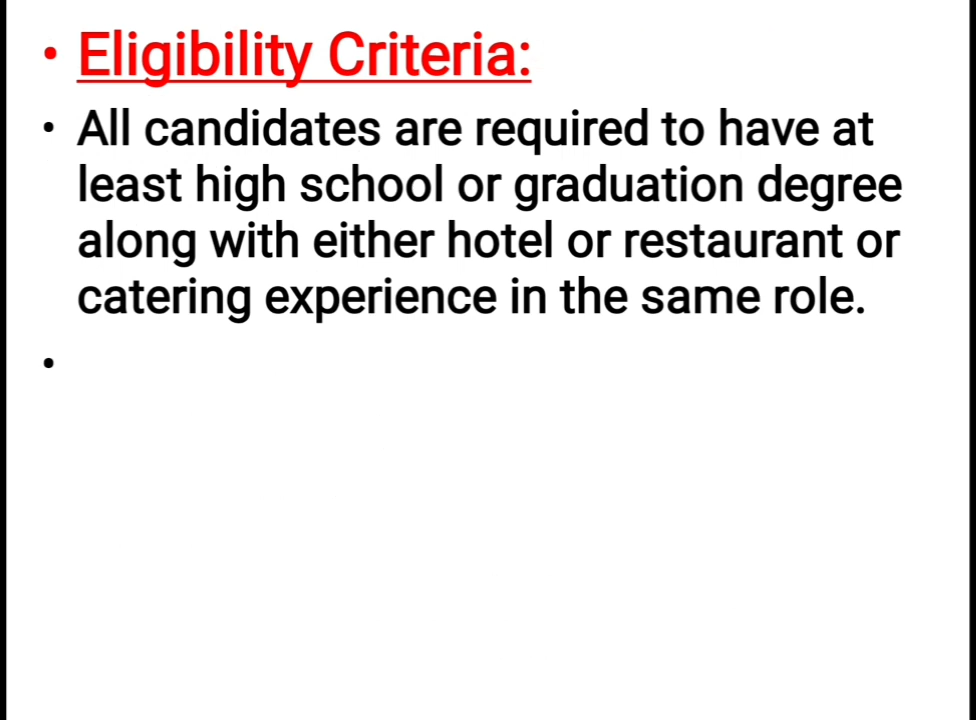 • Eligibility Criteria:
• All candidates are required to have at
least high school or graduation degree
along with either hotel or restaurant or
catering experience in the same role.
•